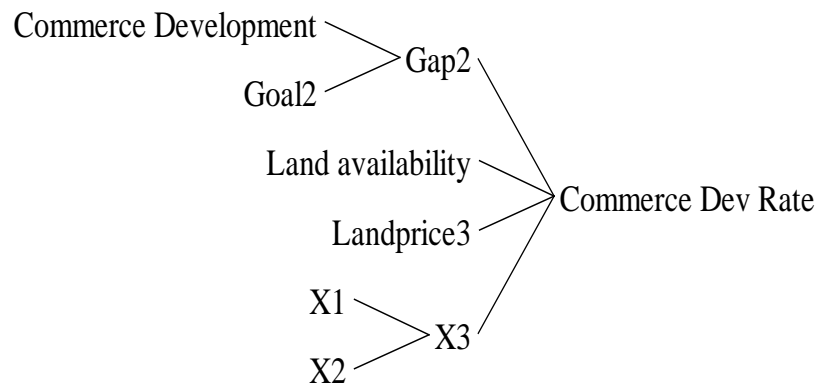 Commerce Development
Gap2
Goal2
Land availability
Commerce Dev Rate
Landprice3
X1
X3
X2